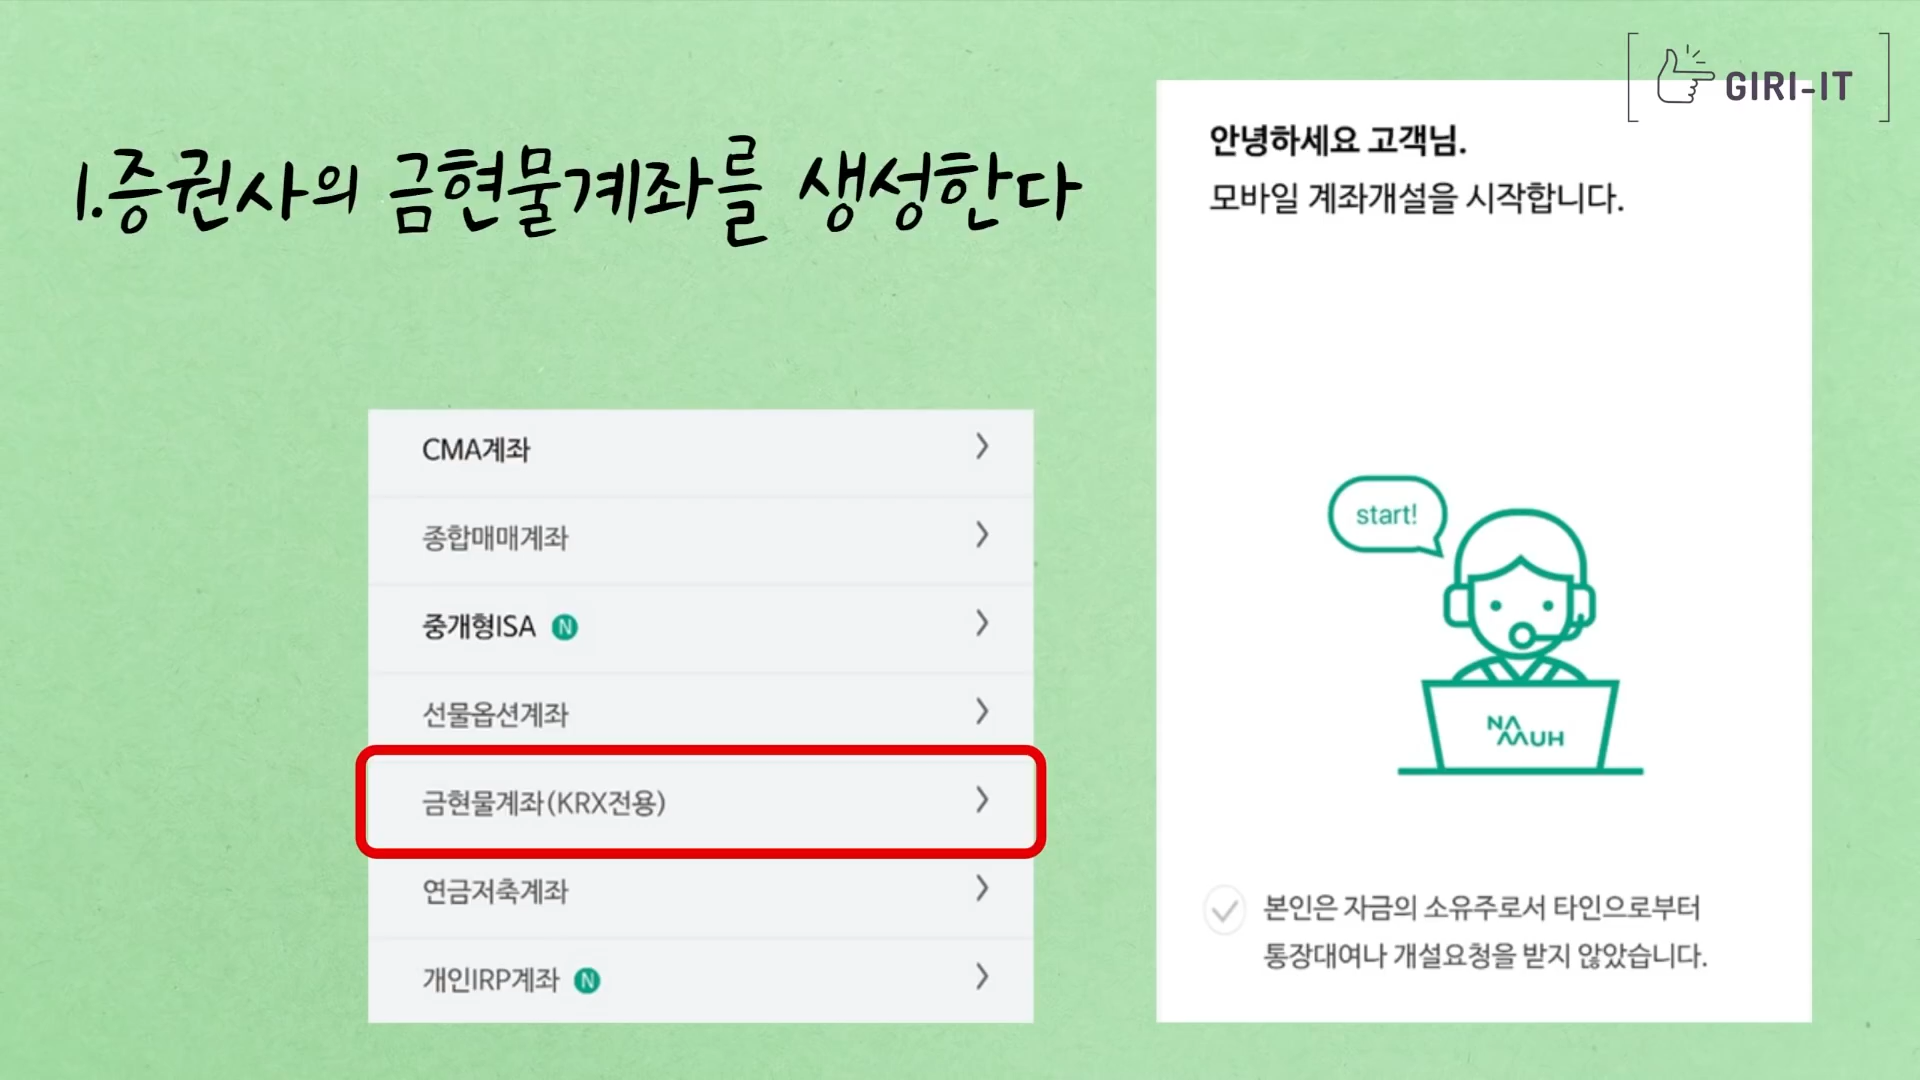 GIRI-IT
1.증권사의 금현물계좌를 생성한다
CMA계좌
종합매매계좌
중개형ISA N
선물옵션계좌
금현물계좌(KRX전용)
연금저축계좌
개인IRP계좌 N
안녕하세요 고객님.
모바일 계좌개설을 시작합니다.
start!
NA
MUH
본인은 자금의 소유주로서 타인으로부터
통장대여나 개설요청을 받지 않았습니다.